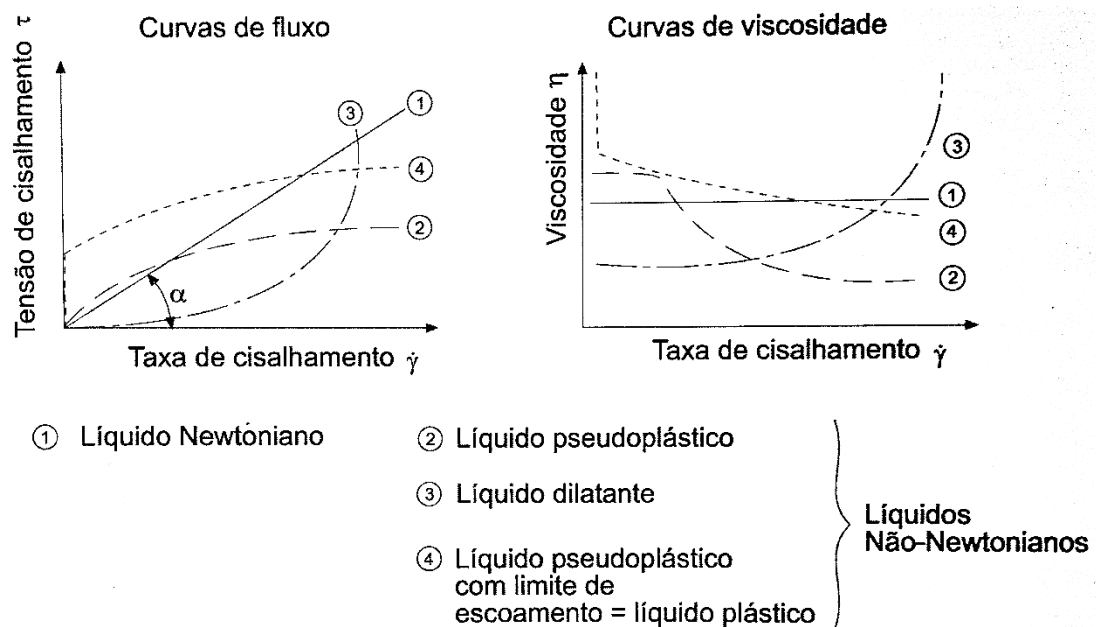 Curvas de fluxo
Tensão de cisalhamento τ
①
③
④
②
α
Taxa de cisalhamento γ̇
Curvas de viscosidade
Viscosidade η
③
①
④
②
Taxa de cisalhamento γ̇
① Líquido Newtoniano
② Líquido pseudoplástico
③ Líquido dilatante
④ Líquido pseudoplástico
com limite de
escoamento = líquido plástico
Líquidos
Não-Newtonianos